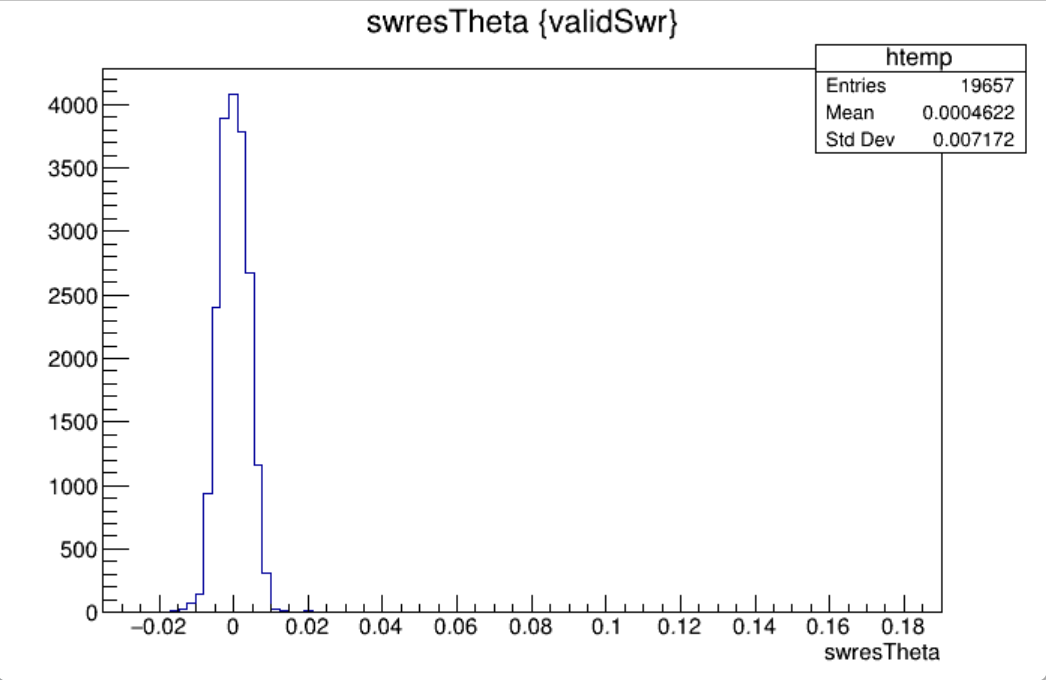 swresTheta {validSwr}
htemp
Entries 19657
Mean 0.0004622
Std Dev 0.007172
4000
3500
3000
2500
2000
1500
1000
500
0
−0.02 0 0.02 0.04 0.06 0.08 0.1 0.12 0.14 0.16 0.18
swresTheta